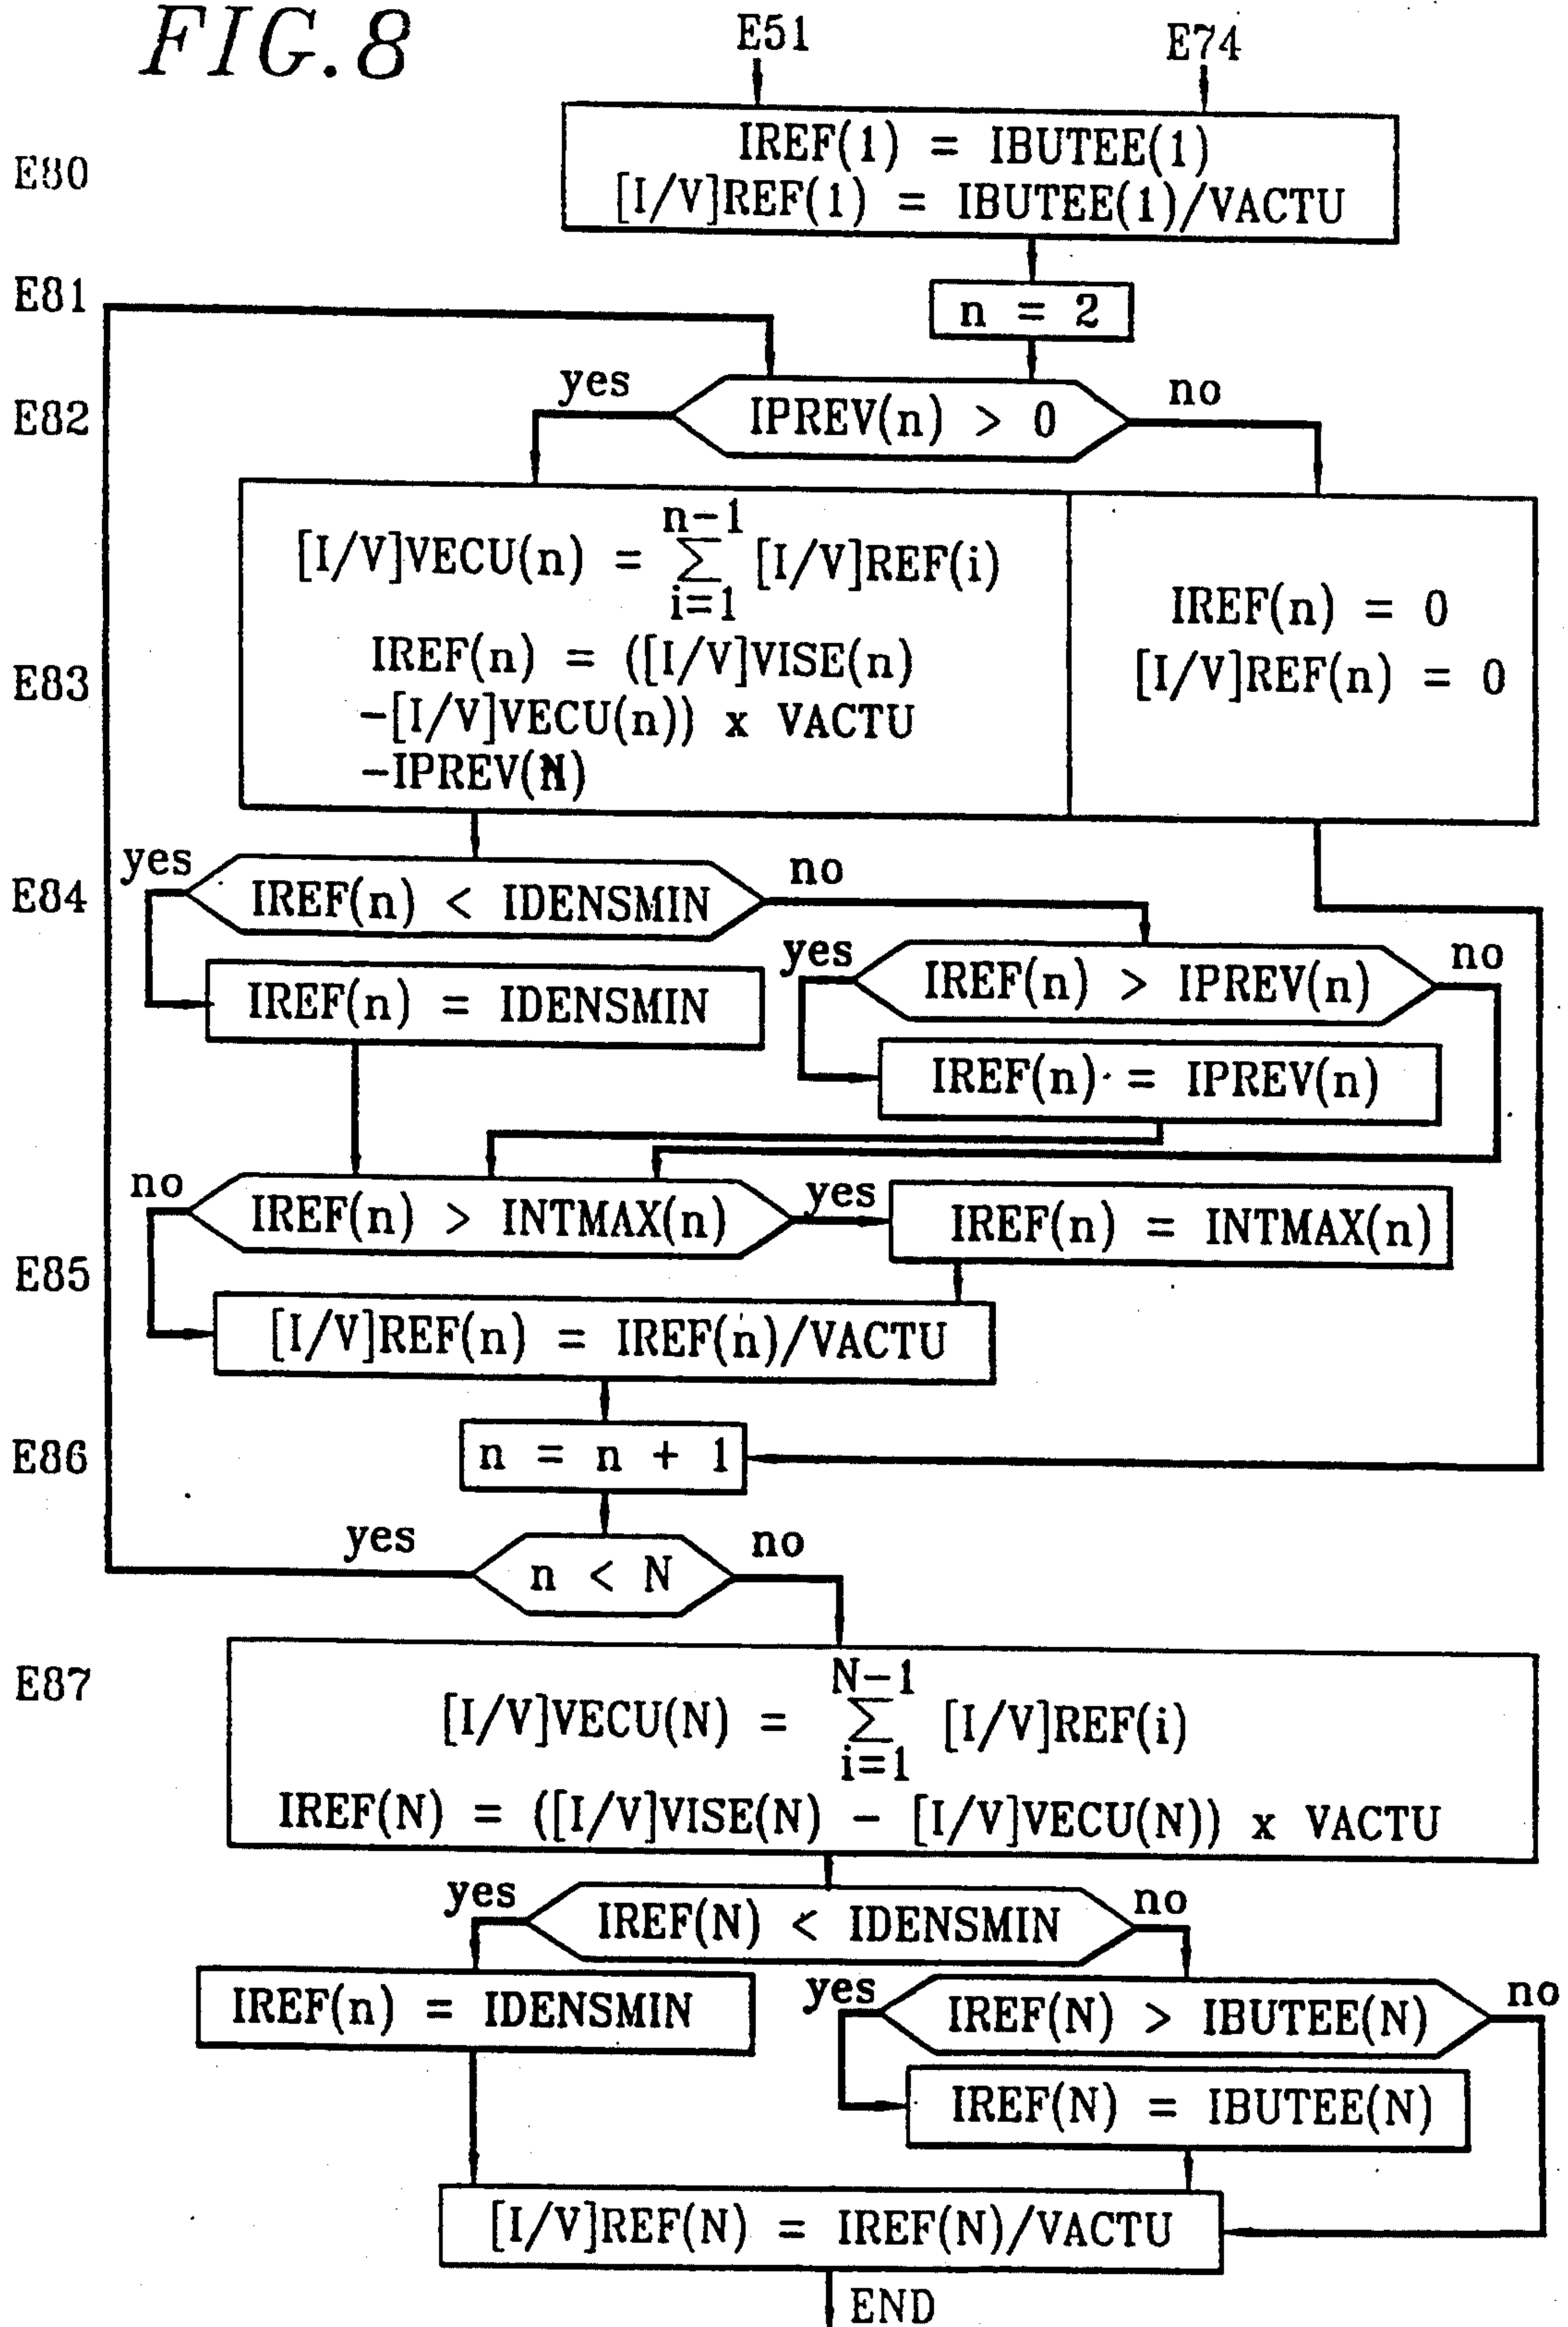 FIG.8
E51
E74
E80
IREF(1) = IBUTEE(1)
[I/V]REF(1) = IBUTEE(1)/VACTU
E81
n = 2
E82
yes
IPREV(n) > 0
no
E83
n-1
[I/V]VECU(n) = Σ [I/V]REF(i)
i=1
IREF(n) = ([I/V]VISE(n)
-[I/V]VECU(n)) x VACTU
-IPREV(N)
IREF(n) = 0
[I/V]REF(n) = 0
E84
yes
IREF(n) < IDENSMIN
no
IREF(n) = IDENSMIN
yes
IREF(n) > IPREV(n)
no
IREF(n) = IPREV(n)
no
IREF(n) > INTMAX(n)
yes
IREF(n) = INTMAX(n)
E85
[I/V]REF(n) = IREF(n)/VACTU
E86
n = n + 1
yes
n < N
no
E87
N-1
[I/V]VECU(N) = Σ [I/V]REF(i)
i=1
IREF(N) = ([I/V]VISE(N) - [I/V]VECU(N)) x VACTU
yes
IREF(N) < IDENSMIN
no
IREF(n) = IDENSMIN
yes
IREF(N) > IBUTEE(N)
no
IREF(N) = IBUTEE(N)
[I/V]REF(N) = IREF(N)/VACTU
END